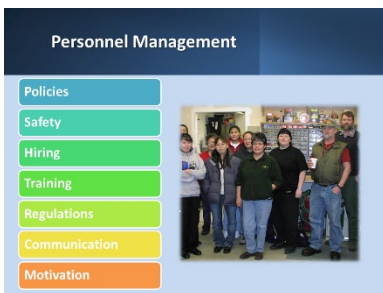 Personnel Management
Policies
Safety
Hiring
Training
Regulations
Communication
Motivation